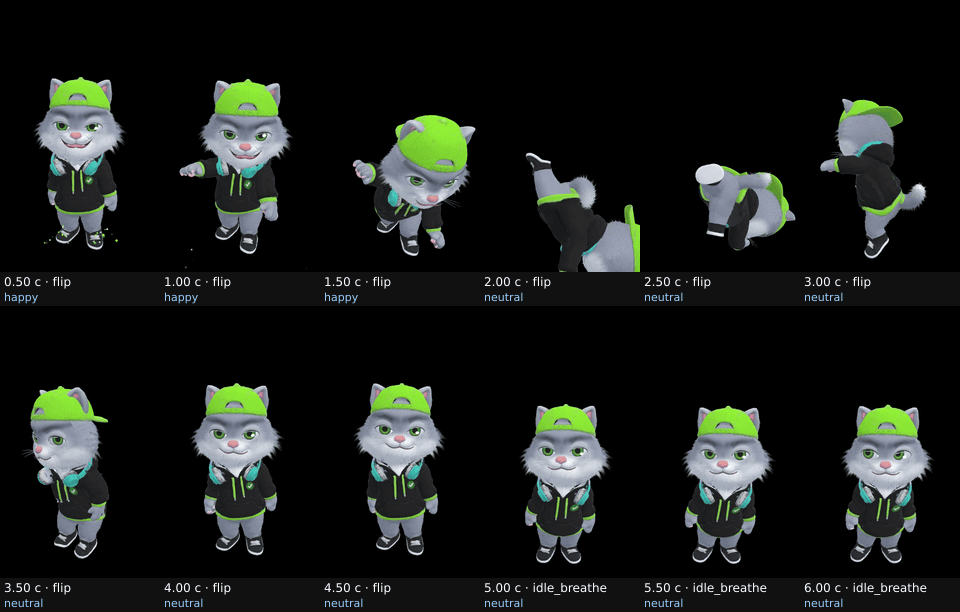 0.50 c · flip
happy
1.00 c · flip
happy
1.50 c · flip
happy
2.00 c · flip
neutral
2.50 c · flip
neutral
3.00 c · flip
neutral
3.50 c · flip
neutral
4.00 c · flip
neutral
4.50 c · flip
neutral
5.00 c · idle_breathe
neutral
5.50 c · idle_breathe
neutral
6.00 c · idle_breathe
neutral